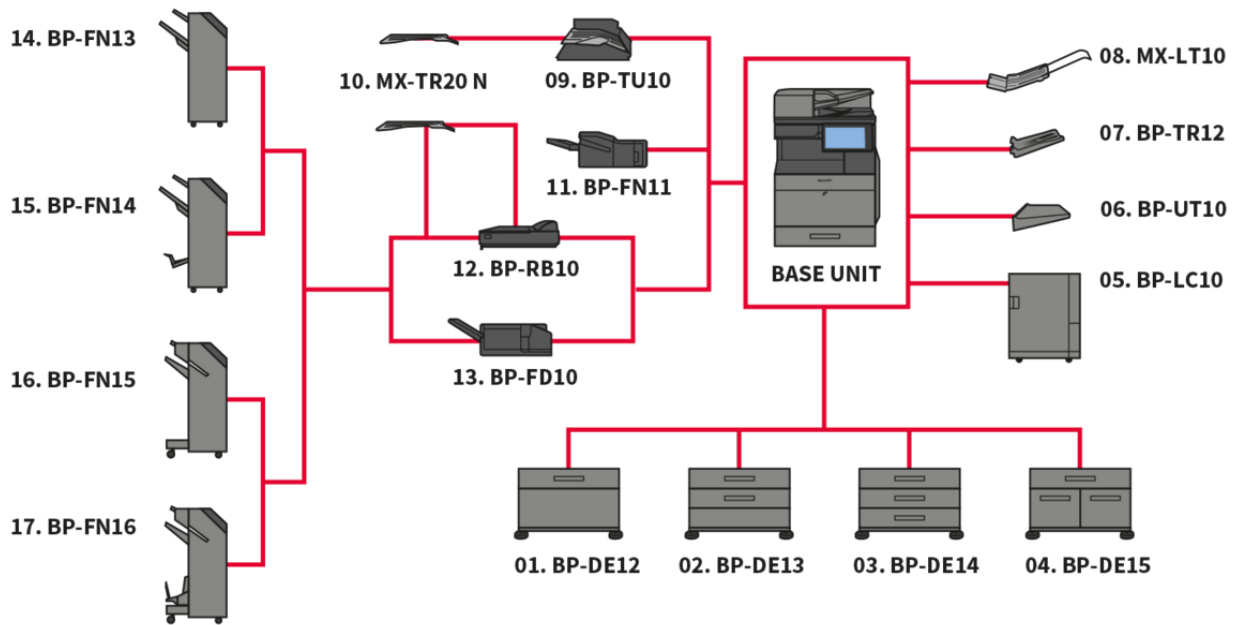 14. BP-FN13
10. MX-TR20 N
09. BP-TU10
08. MX-LT10
07. BP-TR12
15. BP-FN14
11. BP-FN11
06. BP-UT10
12. BP-RB10
BASE UNIT
05. BP-LC10
16. BP-FN15
13. BP-FD10
17. BP-FN16
01. BP-DE12
02. BP-DE13
03. BP-DE14
04. BP-DE15